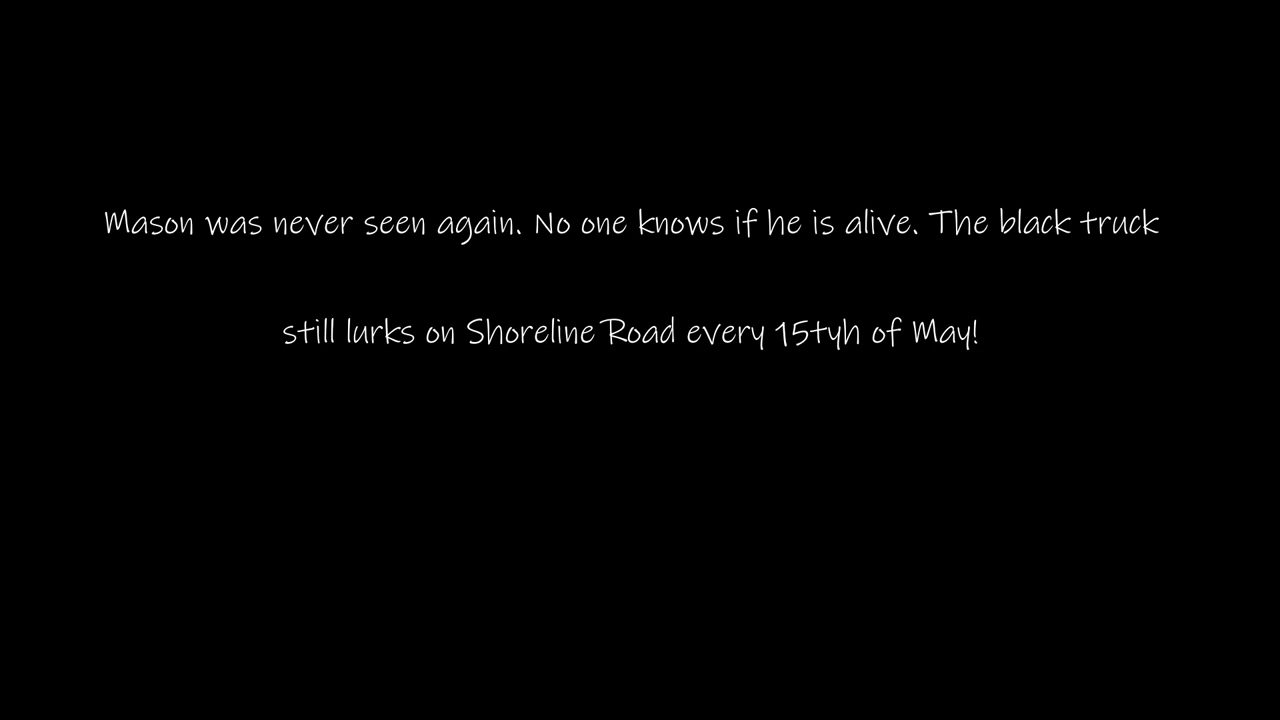 Mason was never seen again. No one knows if he is alive. The black truck
still lurks on Shoreline Road every 15tyh of May!